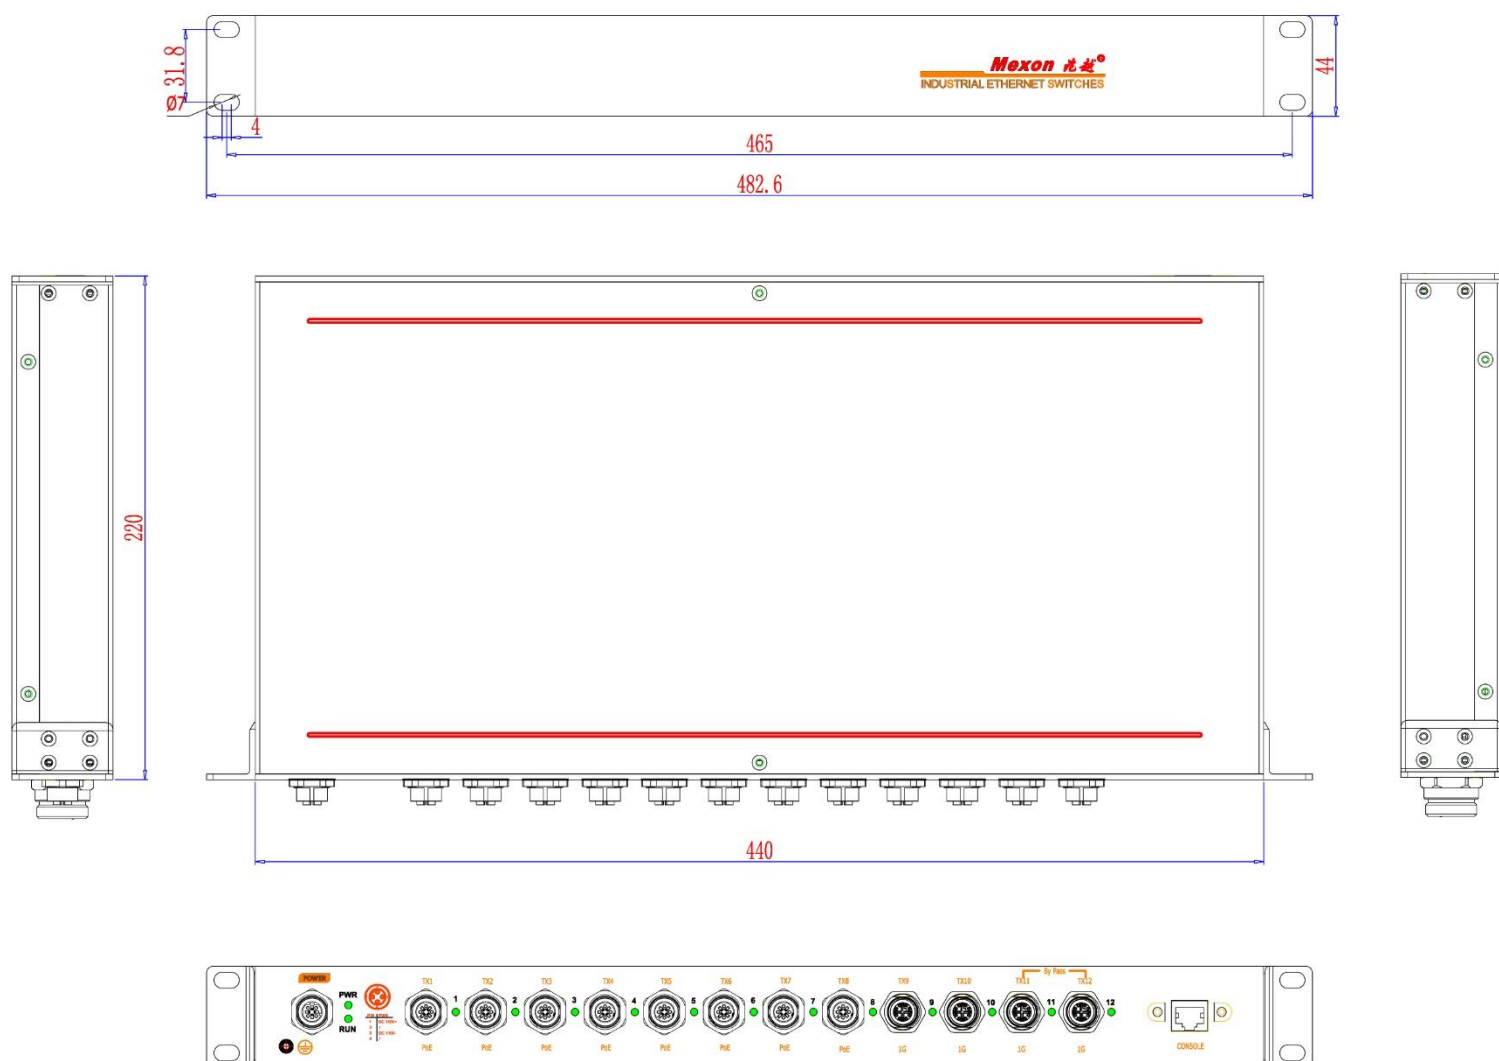 31.8
Ø7
4
Mexon 兆越®
INDUSTRIAL ETHERNET SWITCHES
44
465
482.6
220
440
POWER
PWR
RUN
TX1 TX2 TX3 TX4 TX5 TX6 TX7 TX8 TX9 TX10 TX11 By Pass TX12
1 2 3 4 5 6 7 8 9 10 11 12
PoE PoE PoE PoE PoE PoE PoE PoE 1G 1G 1G 1G
CONSOLE